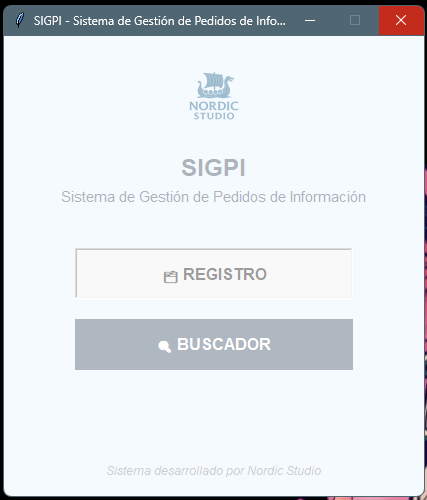 SIGPI - Sistema de Gestión de Pedidos de Info...
NORDIC
STUDIO
SIGPI
Sistema de Gestión de Pedidos de Información
REGISTRO
BUSCADOR
Sistema desarrollado por Nordic Studio